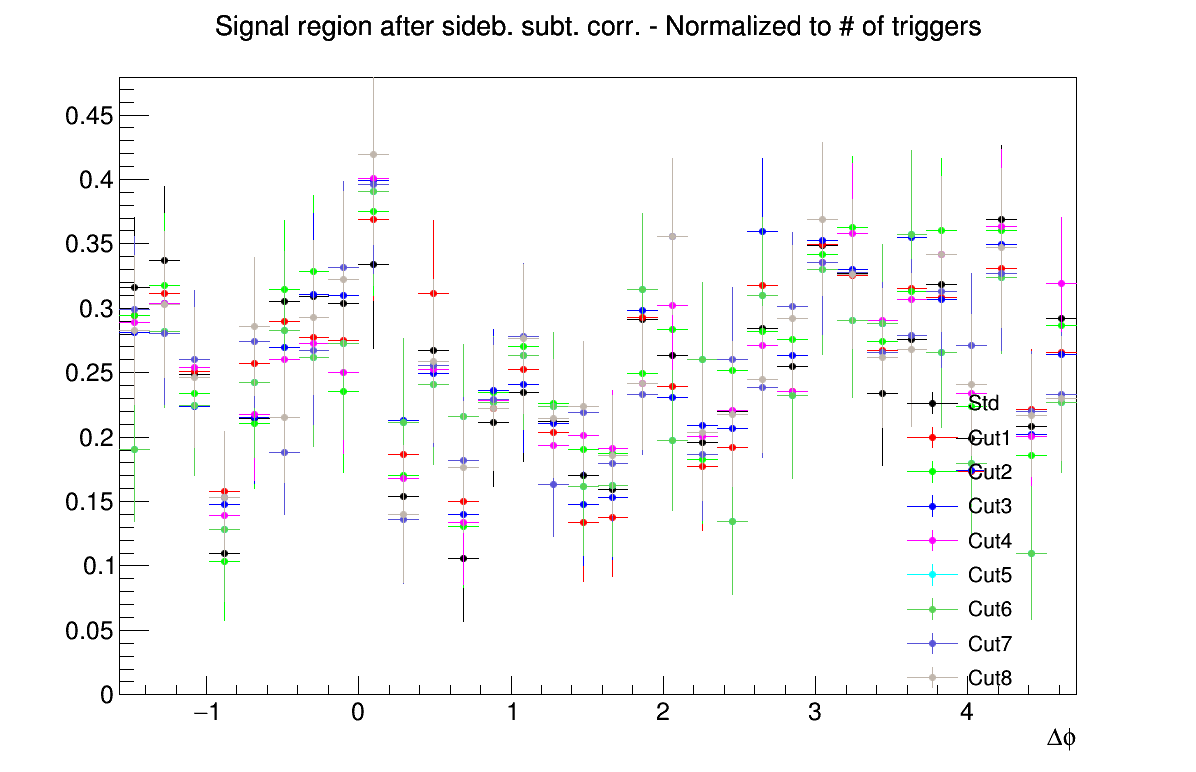 Signal region after sideb. subt. corr. - Normalized to # of triggers
0.45
0.4
0.35
0.3
0.25
0.2
0.15
0.1
0.05
0
Std
Cut1
Cut2
Cut3
Cut4
Cut5
Cut6
Cut7
Cut8
−1 0 1 2 3 4
Δϕ